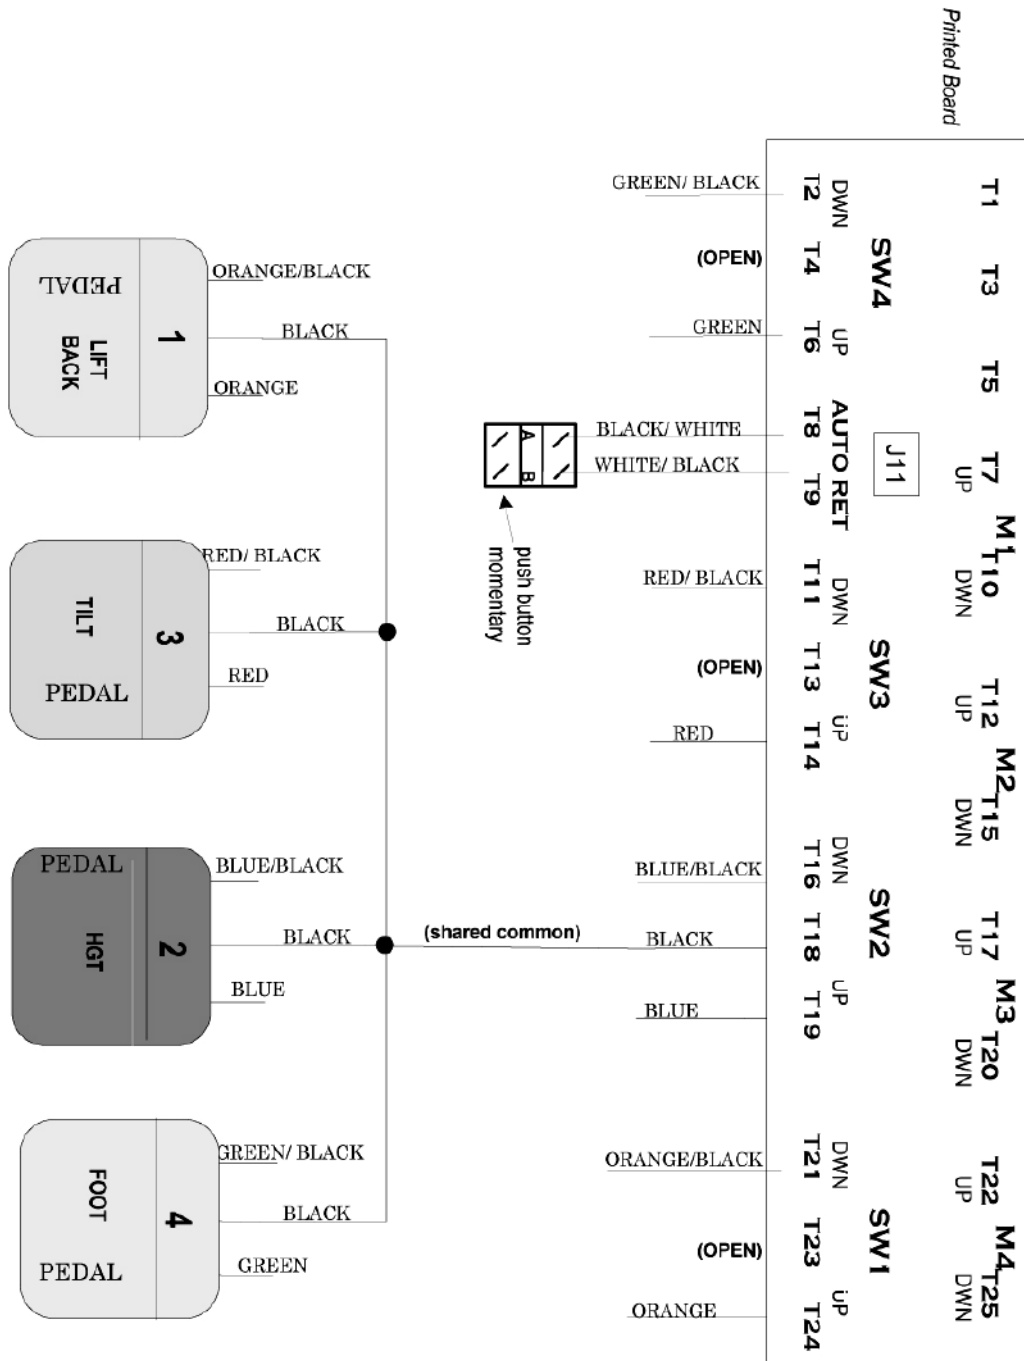 Printed Board
T1
GREEN/ BLACK
T2
DWN
SW4
(OPEN)
T4
T3
GREEN
T6
UP
T5
BLACK/ WHITE
T8
AUTO RET
J11
WHITE/ BLACK
T9
T7
UP
M1
A
B
push button
momentary
RED/ BLACK
T11
DWN
T10
DWN
SW3
(OPEN)
T13
T12
UP
RED
T14
UP
M2
T15
DWN
BLUE/BLACK
T16
DWN
SW2
(shared common)
BLACK
T18
T17
UP
M3
BLUE
T19
UP
T20
DWN
ORANGE/BLACK
T21
DWN
T22
UP
SW1
(OPEN)
T23
M4
ORANGE
T24
UP
T25
DWN
PEDAL
1
LIFT
BACK
ORANGE/BLACK
BLACK
ORANGE
RED/ BLACK
TILT
3
BLACK
PEDAL
RED
PEDAL
BLUE/BLACK
HGT
2
BLACK
BLUE
GREEN/ BLACK
FOOT
4
BLACK
PEDAL
GREEN